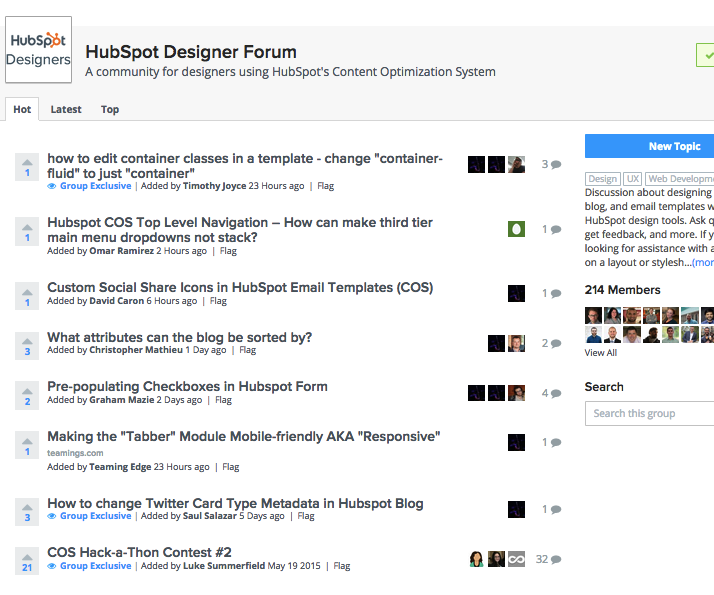 HubSpot
Designers
HubSpot Designer Forum
A community for designers using HubSpot's Content Optimization System
Hot Latest Top
how to edit container classes in a template - change "container-
fluid" to just "container"
1
3
Group Exclusive | Added by Timothy Joyce 23 Hours ago | Flag
Hubspot COS Top Level Navigation – How can make third tier
main menu dropdowns not stack?
1
1
Added by Omar Ramirez 2 Hours ago | Flag
Custom Social Share Icons in HubSpot Email Templates (COS)
1
1
Added by David Caron 6 Hours ago | Flag
What attributes can the blog be sorted by?
3
2
Added by Christopher Mathieu 1 Day ago | Flag
Pre-populating Checkboxes in Hubspot Form
2
4
Added by Graham Mazie 2 Days ago | Flag
Making the "Tabber" Module Mobile-friendly AKA "Responsive"
1
1
teamings.com
Added by Teaming Edge 23 Hours ago | Flag
How to change Twitter Card Type Metadata in Hubspot Blog
3
1
Group Exclusive | Added by Saul Salazar 5 Days ago | Flag
COS Hack-a-Thon Contest #2
21
32
Group Exclusive | Added by Luke Summerfield May 19 2015 | Flag
New Topic
Design UX Web Developm
Discussion about designing
blog, and email templates w
HubSpot design tools. Ask q
get feedback, and more. If y
looking for assistance with a
on a layout or stylesh...(mor
214 Members
View All
Search
Search this group